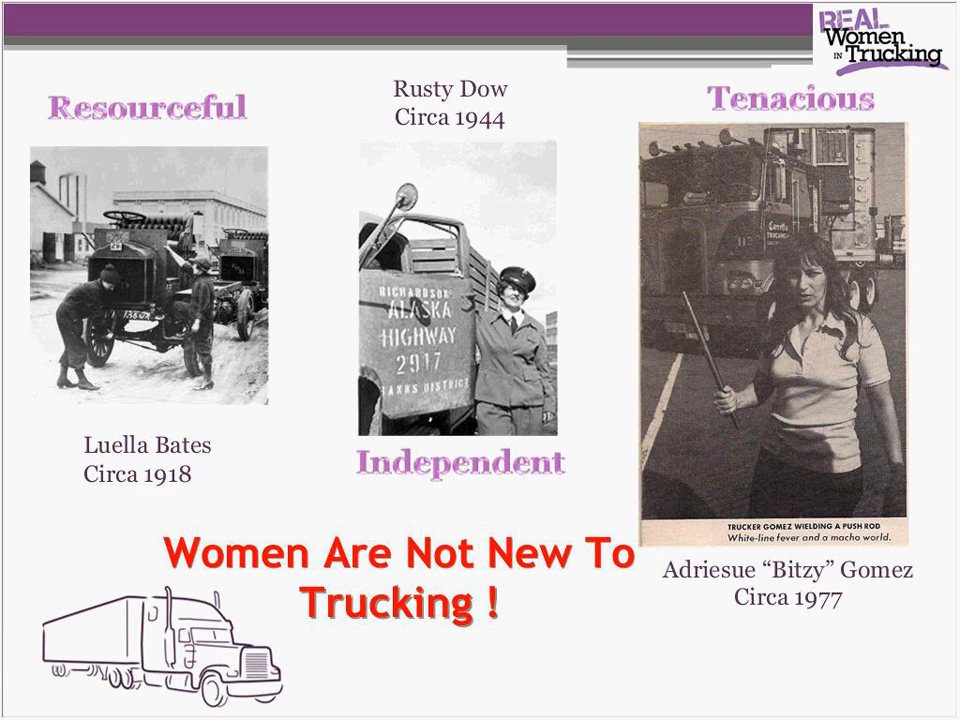 REAL
Women
IN Trucking
Resourceful
Rusty Dow
Circa 1944
Tenacious
RICHARDSON
ALASKA
HIGHWAY
2917
BANKS DISTRICT
Luella Bates
Circa 1918
Independent
TRUCKER GOMEZ WIELDING A PUSH ROD
White-line fever and a macho world.
Adriesue “Bitzy” Gomez
Circa 1977
Women Are Not New To
Trucking !